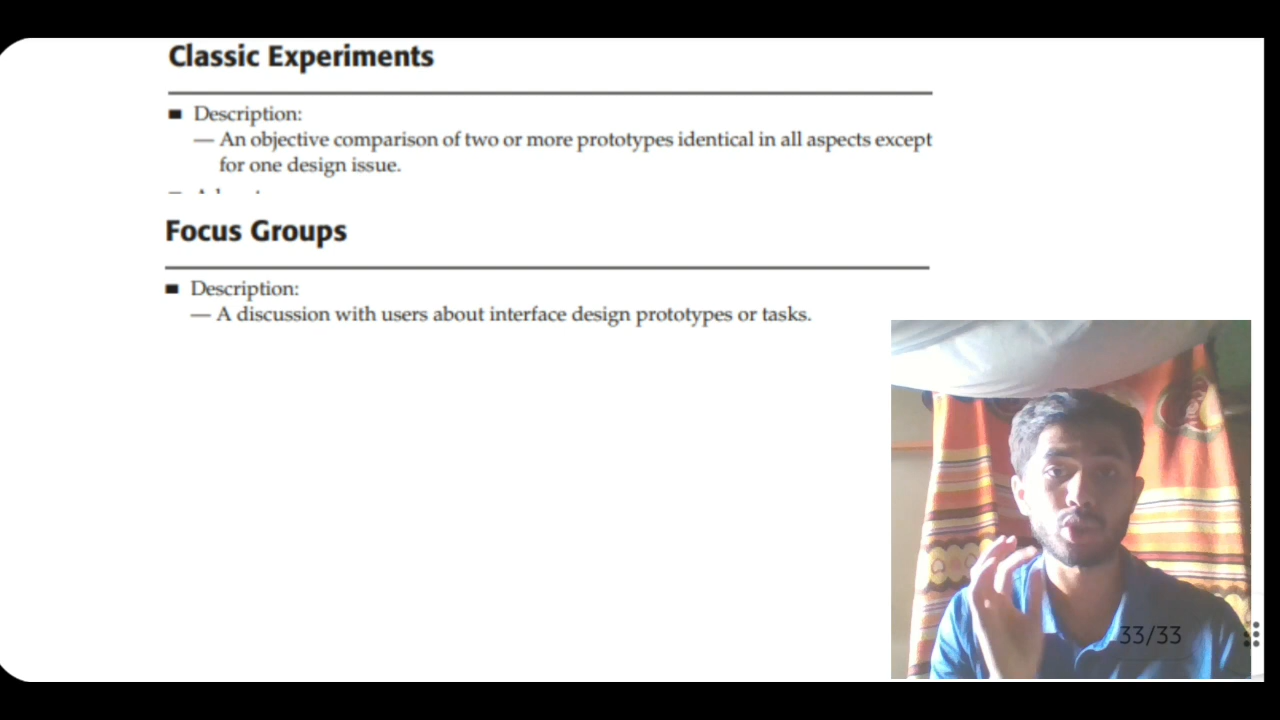 Classic Experiments
■ Description:
— An objective comparison of two or more prototypes identical in all aspects except
for one design issue.
Focus Groups
■ Description:
— A discussion with users about interface design prototypes or tasks.
33/33